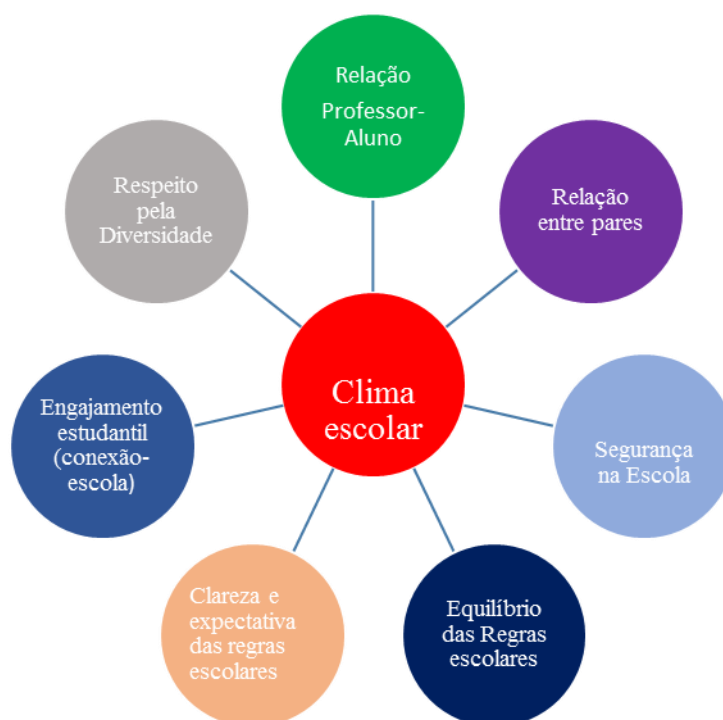 Relação
Professor-
Aluno
Relação
entre pares
Segurança
na Escola
Equilíbrio
das Regras
escolares
Clareza e
expectativa
das regras
escolares
Engajamento
estudantil
(conexão-
escola)
Respeito
pela
Diversidade
Clima
escolar